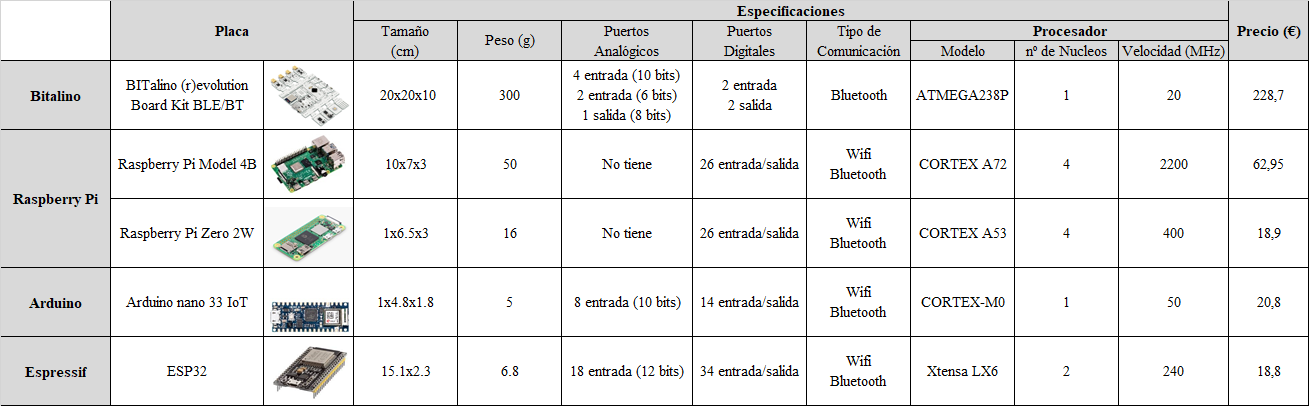 Placa
Especificaciones
Precio (€)
Tamaño
(cm)
Peso (g)
Puertos
Analógicos
Puertos
Digitales
Tipo de
Comunicación
Procesador
Modelo
nº de Nucleos
Velocidad (MHz)
Bitalino
BITalino (r)evolution
Board Kit BLE/BT
20x20x10
300
4 entrada (10 bits)
2 entrada (6 bits)
1 salida (8 bits)
2 entrada
2 salida
Bluetooth
ATMEGA238P
1
20
228,7
Raspberry Pi
Raspberry Pi Model 4B
10x7x3
50
No tiene
26 entrada/salida
Wifi
Bluetooth
CORTEX A72
4
2200
62,95
Raspberry Pi Zero 2W
1x6.5x3
16
No tiene
26 entrada/salida
Wifi
Bluetooth
CORTEX A53
4
400
18,9
Arduino
Arduino nano 33 IoT
1x4.8x1.8
5
8 entrada (10 bits)
14 entrada/salida
Wifi
Bluetooth
CORTEX-M0
1
50
20,8
Espressif
ESP32
15.1x2.3
6.8
18 entrada (12 bits)
34 entrada/salida
Wifi
Bluetooth
Xtensa LX6
2
240
18,8